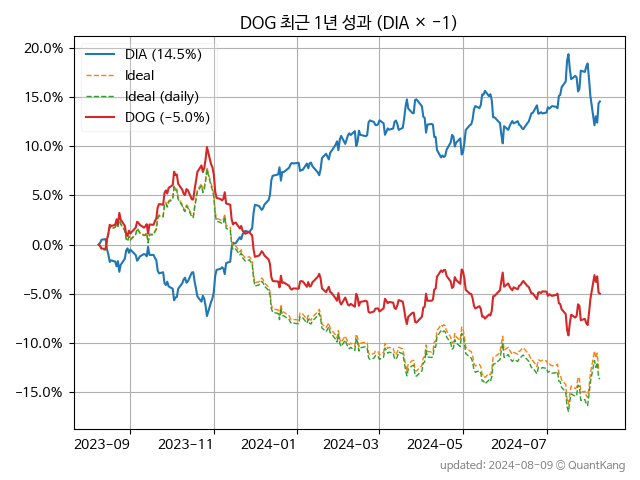 DOG 최근 1년 성과 (DIA × −1)
20.0%
15.0%
10.0%
5.0%
0.0%
−5.0%
−10.0%
−15.0%
DIA (14.5%)
Ideal
Ideal (daily)
DOG (−5.0%)
2023-09
2023-11
2024-01
2024-03
2024-05
2024-07
updated: 2024-08-09 © QuantKang